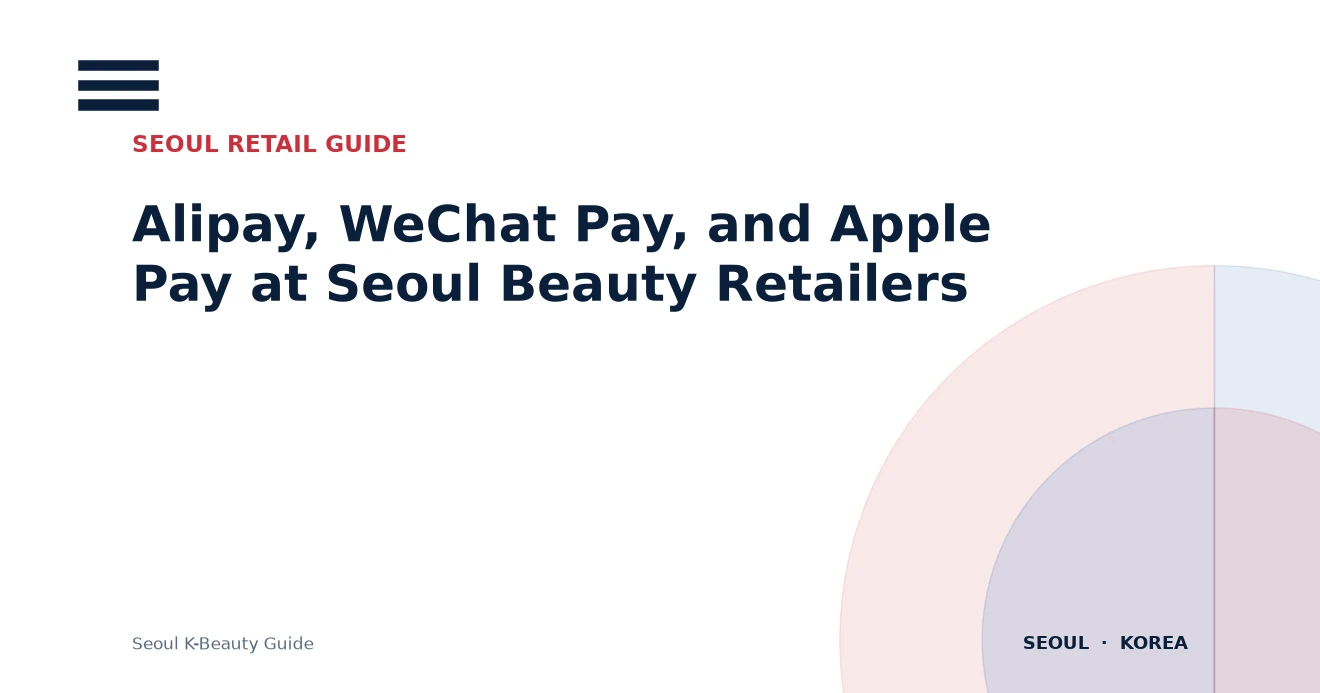 SEOUL RETAIL GUIDE
Alipay, WeChat Pay, and Apple
Pay at Seoul Beauty Retailers
Seoul K-Beauty Guide
SEOUL · KOREA